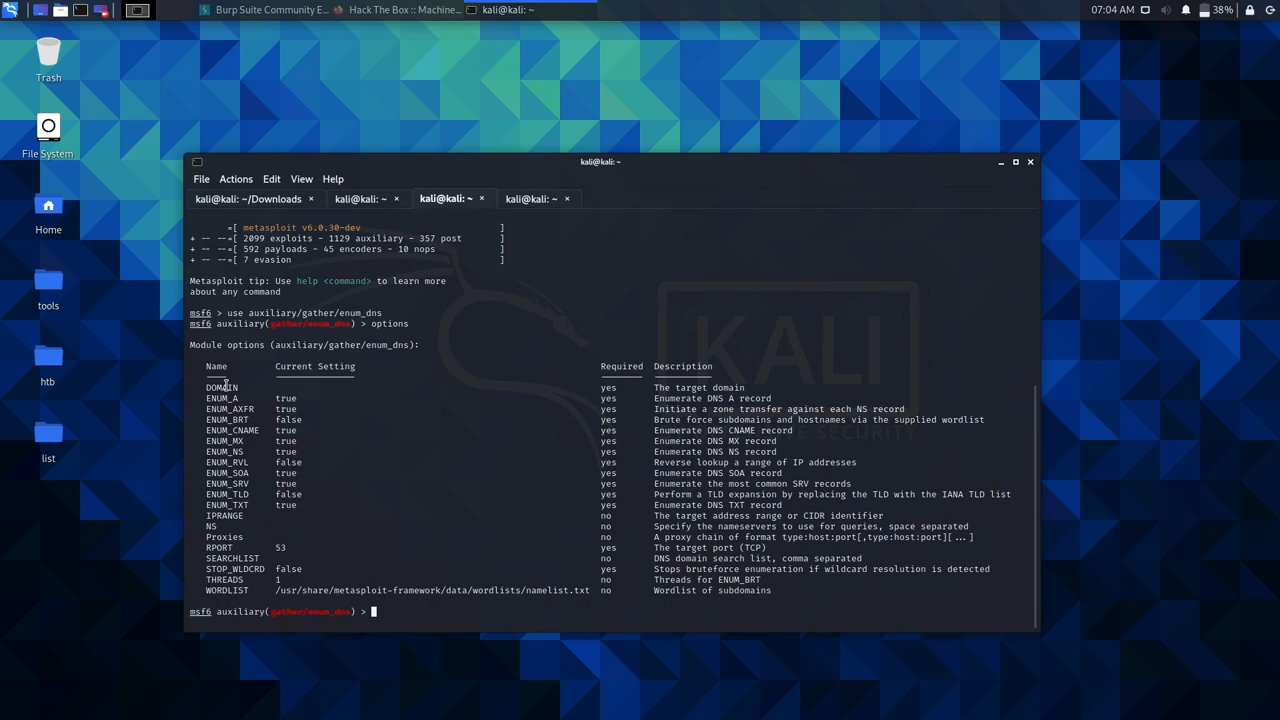 Burp Suite Community E...
Hack The Box :: Machine...
kali@kali: ~
07:04 AM
38%
Trash
File System
Home
tools
htb
list
kali@kali: ~
File Actions Edit View Help
kali@kali: ~/Downloads × kali@kali: ~ × kali@kali: ~ × kali@kali: ~ ×
=[ metasploit v6.0.30-dev ]
+ -- --=[ 2099 exploits - 1129 auxiliary - 357 post ]
+ -- --=[ 592 payloads - 45 encoders - 10 nops ]
+ -- --=[ 7 evasion ]
Metasploit tip: Use help <command> to learn more
about any command
msf6 > use auxiliary/gather/enum_dns
msf6 auxiliary(gather/enum_dns) > options
Module options (auxiliary/gather/enum_dns):
Name Current Setting Required Description
DOMAIN yes The target domain
ENUM_A true yes Enumerate DNS A record
ENUM_AXFR true yes Initiate a zone transfer against each NS record
ENUM_BRT false yes Brute force subdomains and hostnames via the supplied wordlist
ENUM_CNAME true yes Enumerate DNS CNAME record
ENUM_MX true yes Enumerate DNS MX record
ENUM_NS true yes Enumerate DNS NS record
ENUM_RVL false yes Reverse lookup a range of IP addresses
ENUM_SOA true yes Enumerate DNS SOA record
ENUM_SRV true yes Enumerate the most common SRV records
ENUM_TLD false yes Perform a TLD expansion by replacing the TLD with the IANA TLD list
ENUM_TXT true yes Enumerate DNS TXT record
IPRANGE no The target address range or CIDR identifier
NS no Specify the nameservers to use for queries, space separated
Proxies no A proxy chain of format type:host:port[,type:host:port][...]
RPORT 53 yes The target port (TCP)
SEARCHLIST no DNS domain search list, comma separated
STOP_WLDCRD false yes Stops bruteforce enumeration if wildcard resolution is detected
THREADS 1 no Threads for ENUM_BRT
WORDLIST /usr/share/metasploit-framework/data/wordlists/namelist.txt no Wordlist of subdomains
msf6 auxiliary(gather/enum_dns) >
KALI
SECURITY